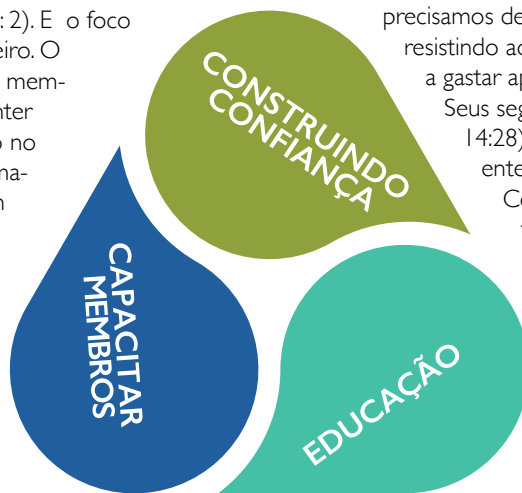 : 2). E o foco
eiro. O
mem-
nter
o no
na-
precisamos de
resistindo ao
a gastar ap
Seus seg
14:28)
ente
Co
CONSTRUINDO
CONFIANÇA
CAPACITAR
MEMBROS
EDUCAÇÃO